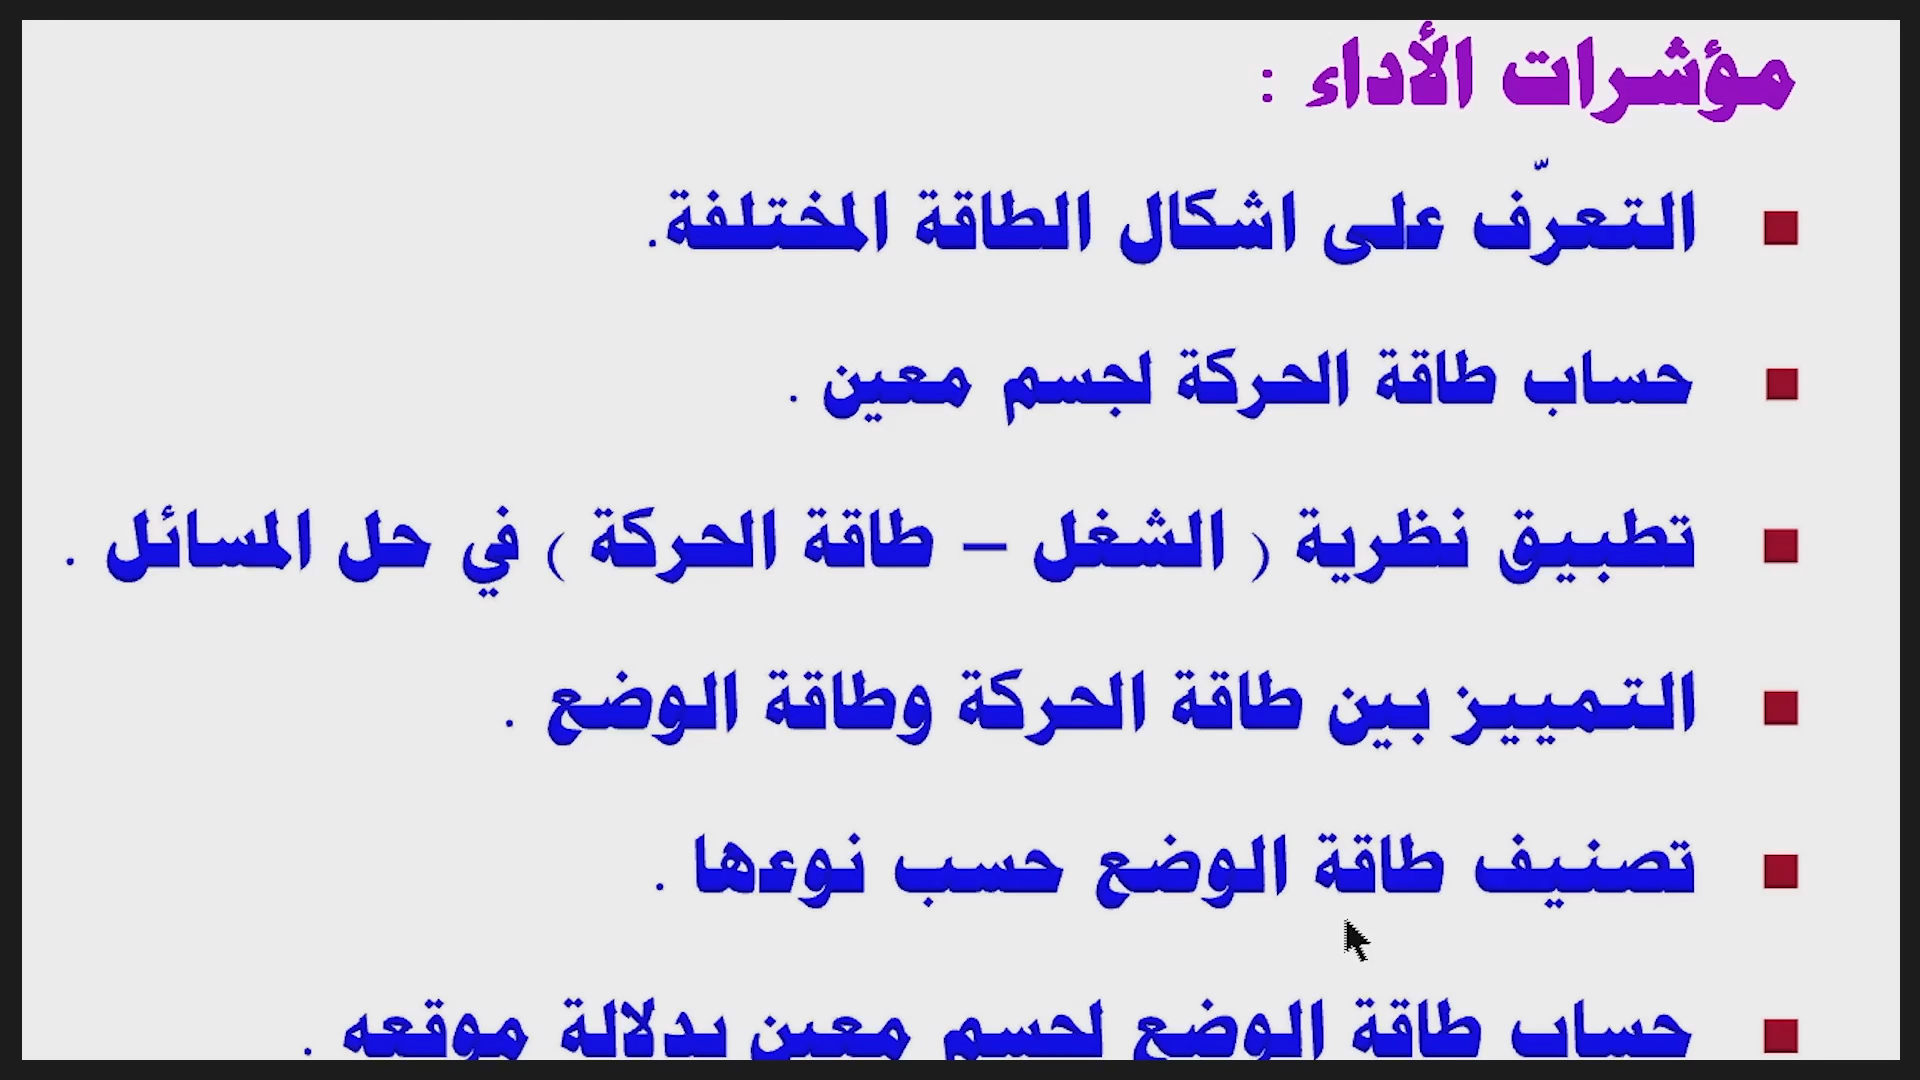 مؤشرات الأداء :
التعرّف على اشكال الطاقة المختلفة.
حساب طاقة الحركة لجسم معين .
تطبيق نظرية ( الشغل – طاقة الحركة ) في حل المسائل .
التمييز بين طاقة الحركة وطاقة الوضع .
تصنيف طاقة الوضع حسب نوعها .
حساب طاقة الوضع لجسم معين بدلالة موقعه .